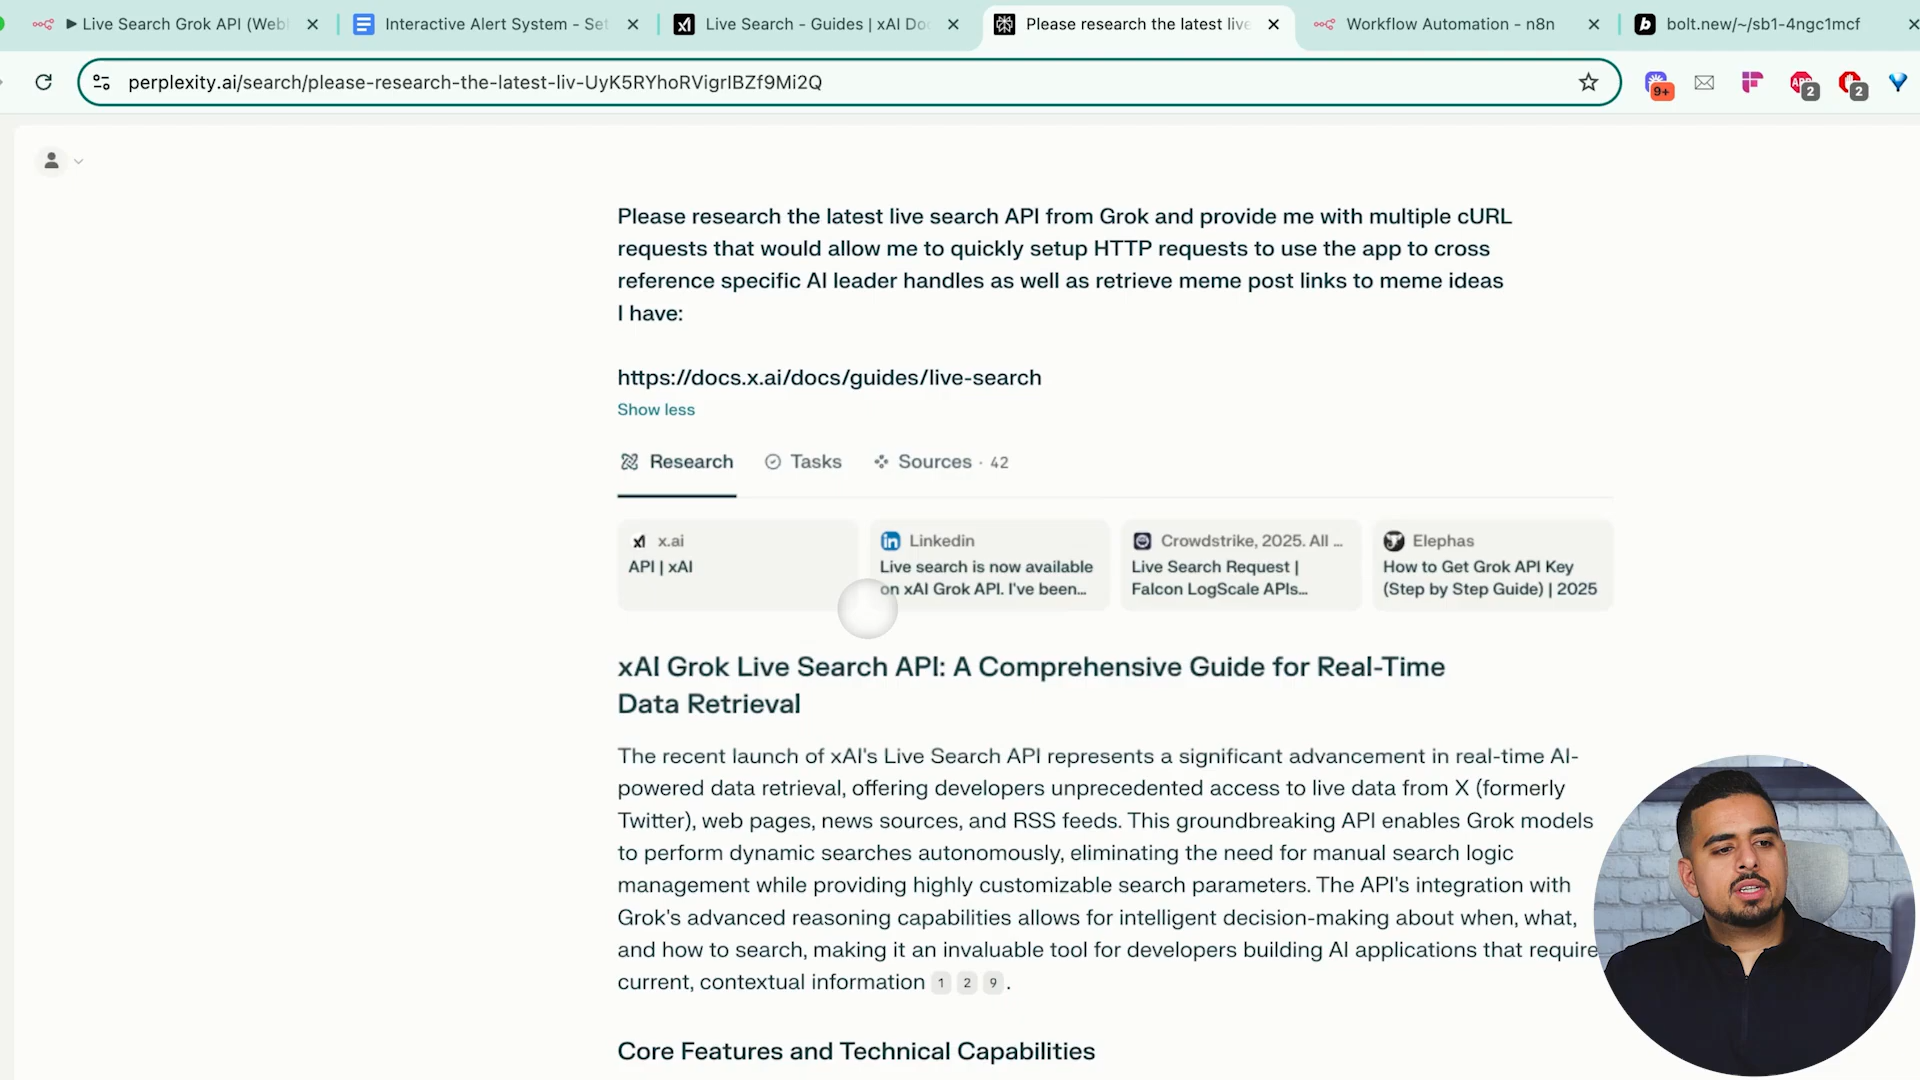 ▶ Live Search Grok API (Web
Interactive Alert System - Set
Live Search - Guides | xAI Do
Please research the latest live
Workflow Automation - n8n
bolt.new/~/sb1-4ngc1mcf
perplexity.ai/search/please-research-the-latest-liv-UyK5RYhoRVigrIBZf9Mi2Q
9+
2
2
Please research the latest live search API from Grok and provide me with multiple cURL
requests that would allow me to quickly setup HTTP requests to use the app to cross
reference specific AI leader handles as well as retrieve meme post links to meme ideas
I have:
https://docs.x.ai/docs/guides/live-search
Show less
Research
Tasks
Sources · 42
x.ai
API | xAI
Linkedin
Live search is now available
on xAI Grok API. I've been...
Crowdstrike, 2025. All ...
Live Search Request |
Falcon LogScale APIs...
Elephas
How to Get Grok API Key
(Step by Step Guide) | 2025
xAI Grok Live Search API: A Comprehensive Guide for Real-Time
Data Retrieval
The recent launch of xAI's Live Search API represents a significant advancement in real-time AI-
powered data retrieval, offering developers unprecedented access to live data from X (formerly
Twitter), web pages, news sources, and RSS feeds. This groundbreaking API enables Grok models
to perform dynamic searches autonomously, eliminating the need for manual search logic
management while providing highly customizable search parameters. The API's integration with
Grok's advanced reasoning capabilities allows for intelligent decision-making about when, what,
and how to search, making it an invaluable tool for developers building AI applications that require
current, contextual information 1 2 9 .
Core Features and Technical Capabilities